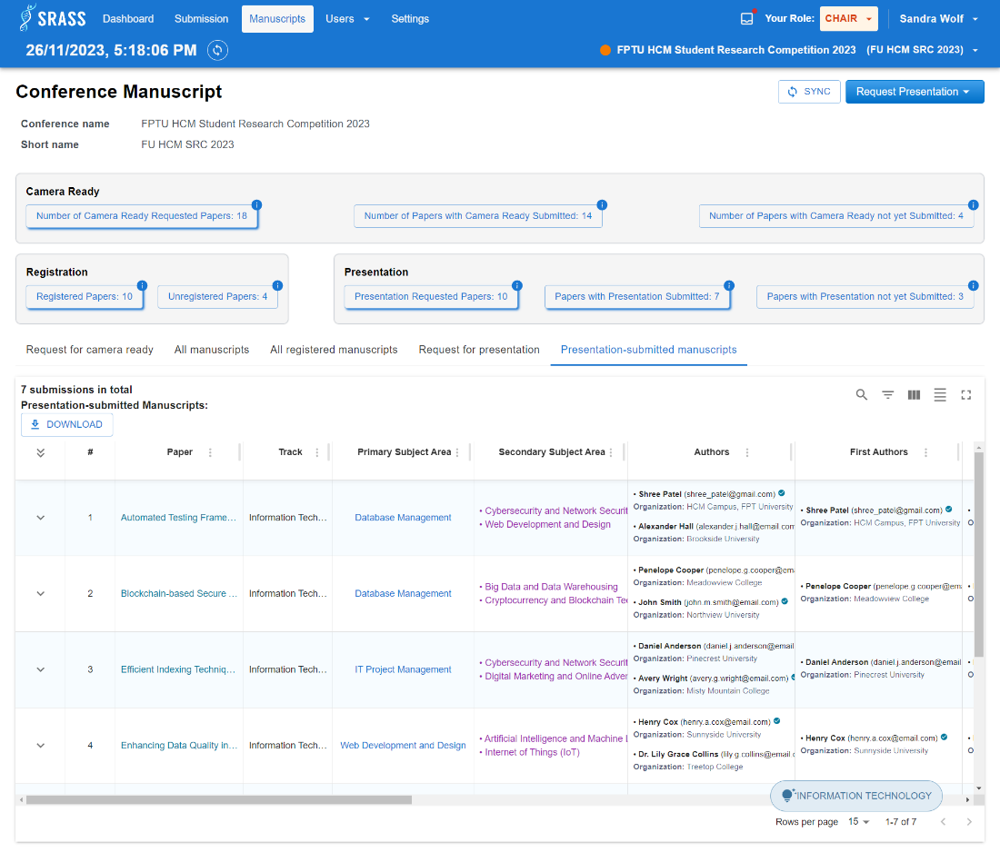 SRASS Dashboard Submission Manuscripts Users Settings Your Role: CHAIR Sandra Wolf
26/11/2023, 5:18:06 PM FPTU HCM Student Research Competition 2023 (FU HCM SRC 2023)
Conference Manuscript SYNC Request Presentation
Conference name FPTU HCM Student Research Competition 2023
Short name FU HCM SRC 2023
Camera Ready
Number of Camera Ready Requested Papers: 18 Number of Papers with Camera Ready Submitted: 14 Number of Papers with Camera Ready not yet Submitted: 4
Registration Presentation
Registered Papers: 10 Unregistered Papers: 4 Presentation Requested Papers: 10 Papers with Presentation Submitted: 7 Papers with Presentation not yet Submitted: 3
Request for camera ready All manuscripts All registered manuscripts Request for presentation Presentation-submitted manuscripts
7 submissions in total
Presentation-submitted Manuscripts:
DOWNLOAD
# Paper Track Primary Subject Area Secondary Subject Area Authors First Authors
1 Automated Testing Frame... Information Tech... Database Management
• Cybersecurity and Network Securit
• Web Development and Design
• Shree Patel (shree_patel@gmail.com)
Organization: HCM Campus, FPT University
• Alexander Hall (alexander.j.hall@email.com
Organization: Brookside University
• Shree Patel (shree_patel@gmail.com)
Organization: HCM Campus, FPT University
2 Blockchain-based Secure ... Information Tech... Database Management
• Big Data and Data Warehousing
• Cryptocurrency and Blockchain Te
• Penelope Cooper (penelope.g.cooper@em
Organization: Meadowview College
• John Smith (john.m.smith@email.com)
Organization: Northview University
• Penelope Cooper (penelope.g.cooper@em
Organization: Meadowview College
3 Efficient Indexing Techniq... Information Tech... IT Project Management
• Cybersecurity and Network Securit
• Digital Marketing and Online Adver
• Daniel Anderson (daniel.j.anderson@email
Organization: Pinecrest University
• Avery Wright (avery.g.wright@email.com)
Organization: Misty Mountain College
• Daniel Anderson (daniel.j.anderson@email
Organization: Pinecrest University
4 Enhancing Data Quality in... Information Tech... Web Development and Design
• Artificial Intelligence and Machine L
• Internet of Things (IoT)
• Henry Cox (henry.a.cox@email.com)
Organization: Sunnyside University
• Dr. Lily Grace Collins (lily.g.collins@email.c
Organization: Treetop College
• Henry Cox (henry.a.cox@email.com)
Organization: Sunnyside University
INFORMATION TECHNOLOGY
Rows per page 15 1-7 of 7